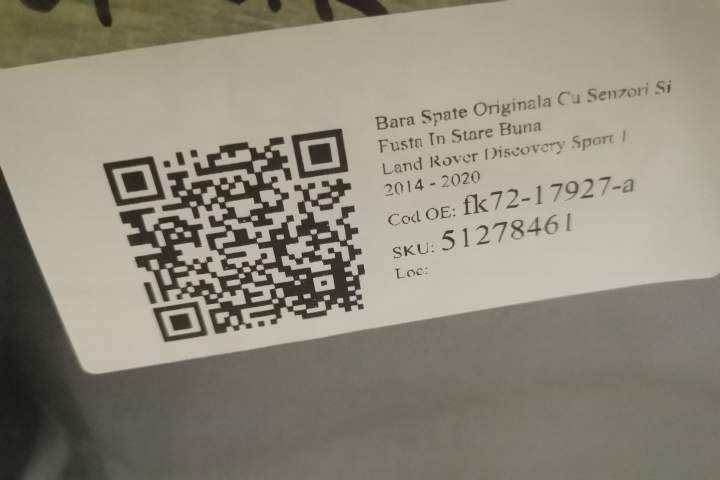 Bara Spate Originala Cu Senzori Si
Fusta In Stare Buna
Land Rover Discovery Sport 1
2014 - 2020
Cod OE: fk72-17927-a
SKU: 51278461
Loc: